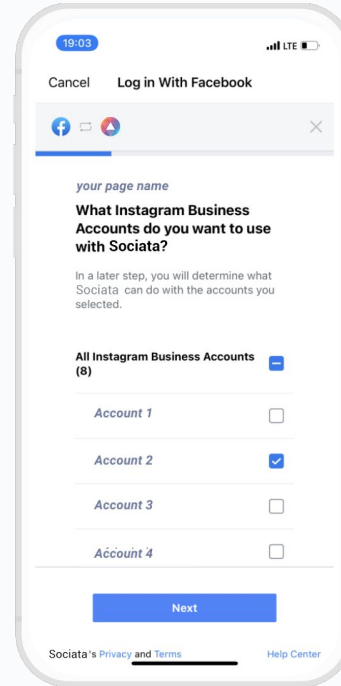 19:03
LTE
Cancel
Log in With Facebook
your page name
What Instagram Business
Accounts do you want to use
with Sociata?
In a later step, you will determine what
Sociata can do with the accounts you
selected.
All Instagram Business Accounts
(8)
Account 1
Account 2
Account 3
Account 4
Next
Sociata's Privacy and Terms
Help Center